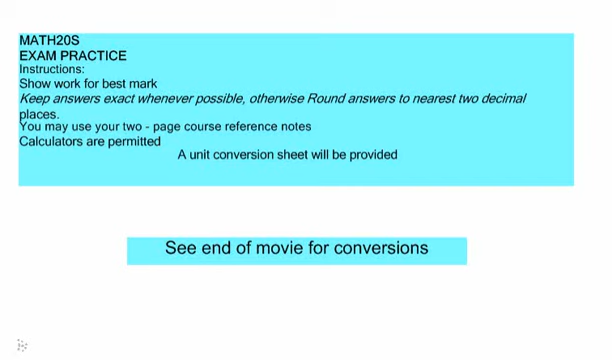 MATH20S
EXAM PRACTICE
Instructions:
Show work for best mark
Keep answers exact whenever possible, otherwise Round answers to nearest two decimal
places.
You may use your two - page course reference notes
Calculators are permitted
A unit conversion sheet will be provided
See end of movie for conversions